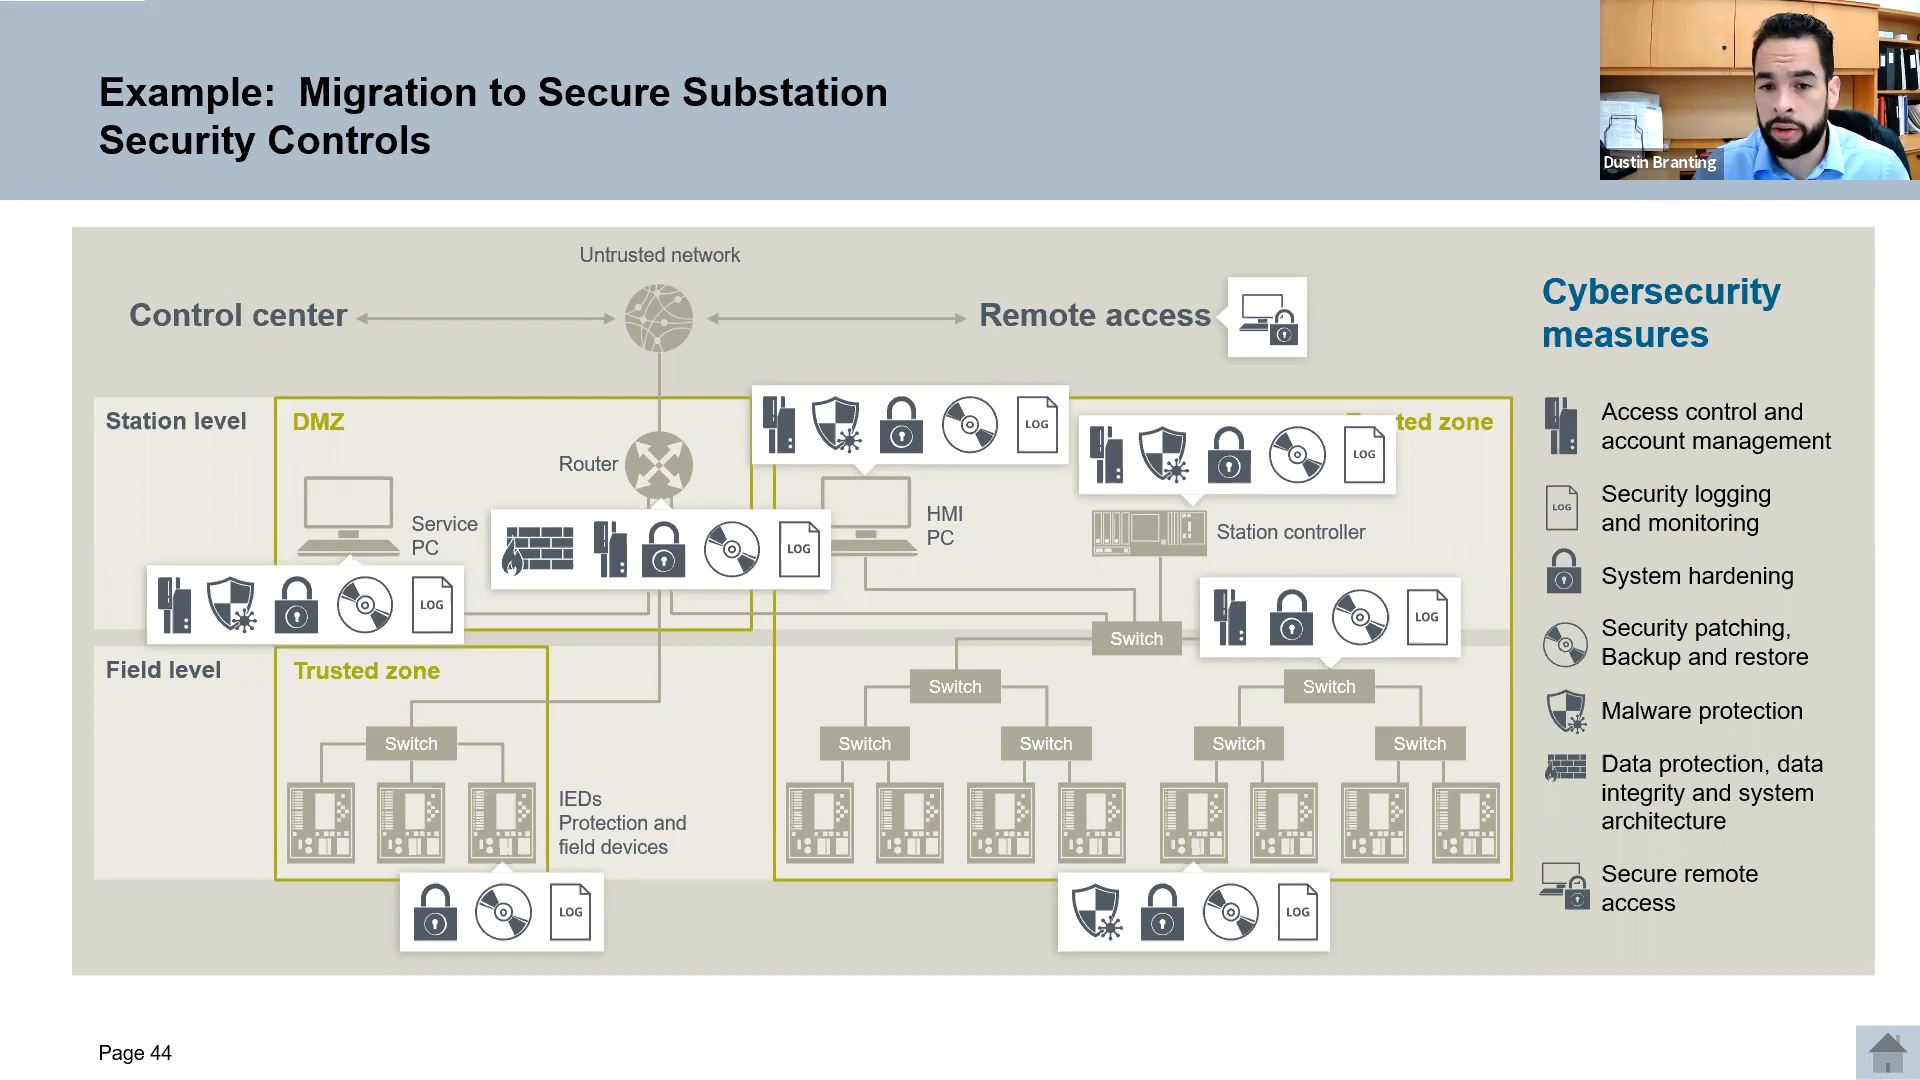 Example:  Migration to Secure Substation
Security Controls
Dustin Branting
Untrusted network
Control center
Remote access
Cybersecurity
measures
Station level
DMZ
ted zone
Router
Service
PC
HMI
PC
Station controller
LOG
LOG
LOG
LOG
LOG
Switch
Field level
Trusted zone
Switch
Switch
Switch
Switch
Switch
Switch
Switch
IEDs
Protection and
field devices
LOG
LOG
Access control and
account management
LOG
Security logging
and monitoring
System hardening
Security patching,
Backup and restore
Malware protection
Data protection, data
integrity and system
architecture
Secure remote
access
Page 44